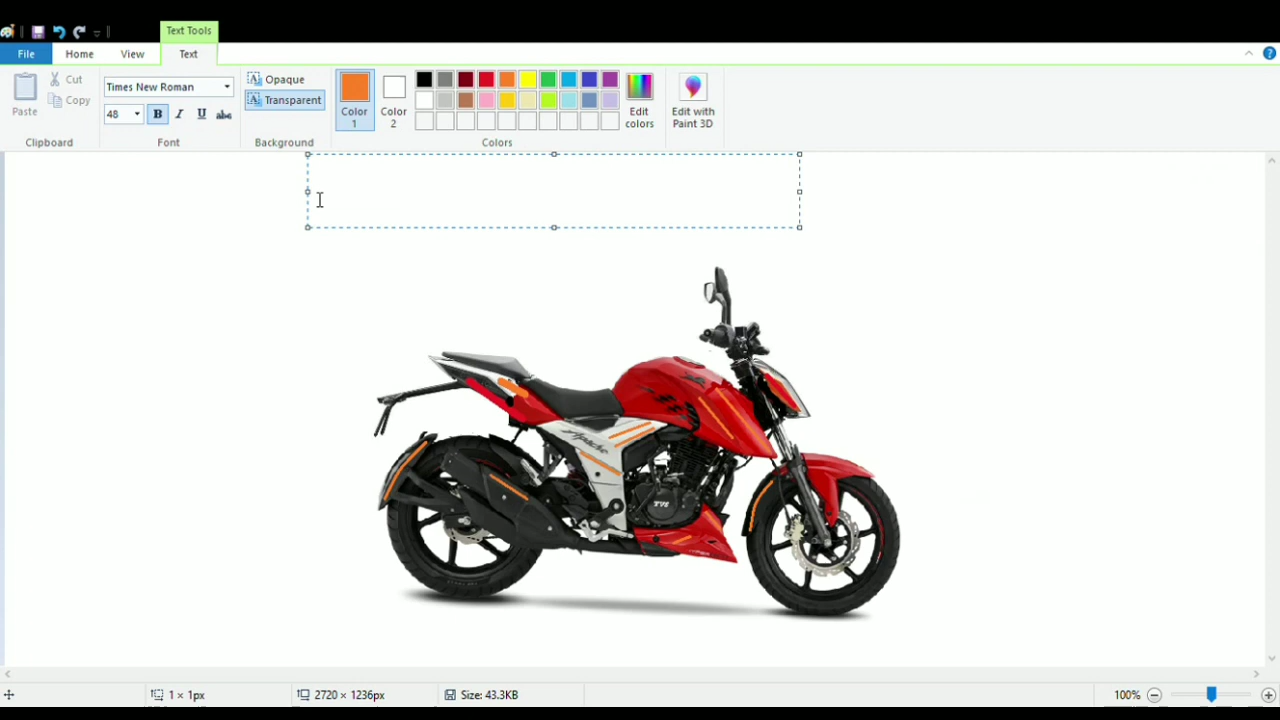 Text Tools
File Home View Text
Paste Cut Copy Times New Roman 48 B I U abc Opaque Transparent Color 1 Color 2 Edit colors Edit with Paint 3D
Clipboard Font Background Colors
Apache
TVS
1 × 1px 2720 × 1236px Size: 43.3KB 100%